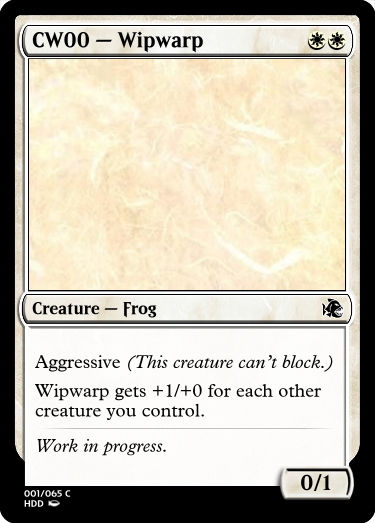 CW00 — Wipwarp
Creature — Frog
Aggressive (This creature can't block.)
Wipwarp gets +1/+0 for each other
creature you control.
Work in progress.
0/1
001/065 C
HDD